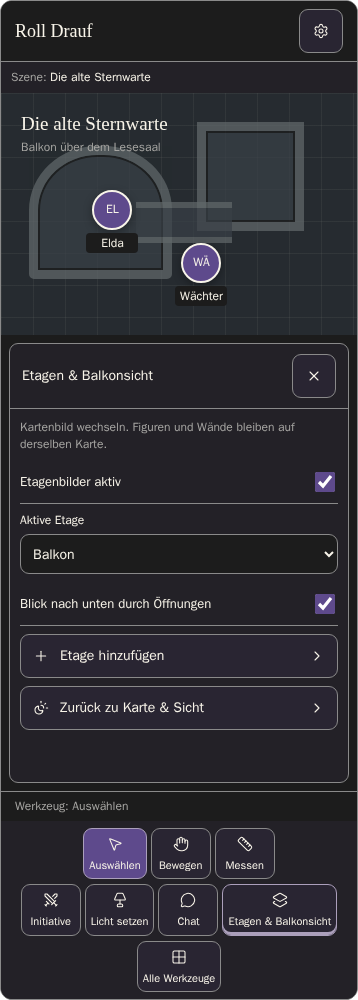 Roll Drauf
Szene: Die alte Sternwarte
Die alte Sternwarte
Balkon über dem Lesesaal
EL
Elda
WÄ
Wächter
Etagen & Balkonsicht
Kartenbild wechseln. Figuren und Wände bleiben auf
derselben Karte.
Etagenbilder aktiv
Aktive Etage
Balkon
Blick nach unten durch Öffnungen
Etage hinzufügen
Zurück zu Karte & Sicht
Werkzeug: Auswählen
Auswählen
Bewegen
Messen
Initiative
Licht setzen
Chat
Etagen & Balkonsicht
Alle Werkzeuge